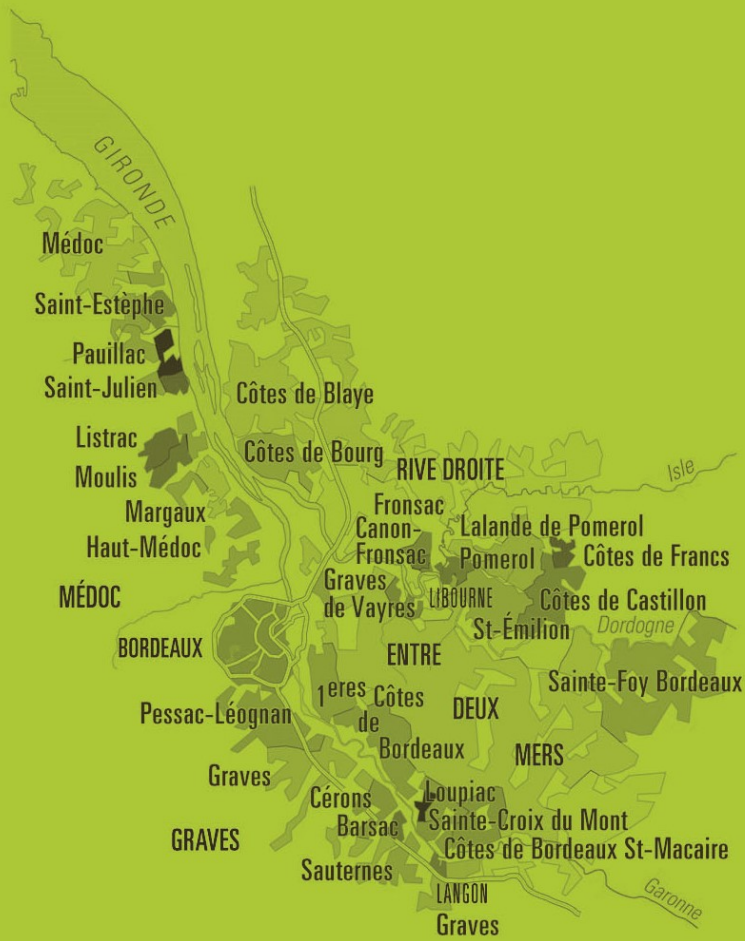 GIRONDE
Médoc
Saint-Estèphe
Pauillac
Saint-Julien
Côtes de Blaye
Listrac
Côtes de Bourg
Moulis
RIVE DROITE
Isle
Margaux
Fronsac
Haut-Médoc
Canon-
Fronsac
Lalande de Pomerol
Pomerol
Côtes de Francs
MÉDOC
Graves
de Vayres
LIBOURNE
Côtes de Castillon
St-Émilion
Dordogne
BORDEAUX
ENTRE
DEUX
MERS
Sainte-Foy Bordeaux
1eres Côtes
de
Bordeaux
Pessac-Léognan
Graves
Cérons
Loupiac
Barsac
Sainte-Croix du Mont
GRAVES
Côtes de Bordeaux St-Macaire
Sauternes
LANGON
Garonne
Graves